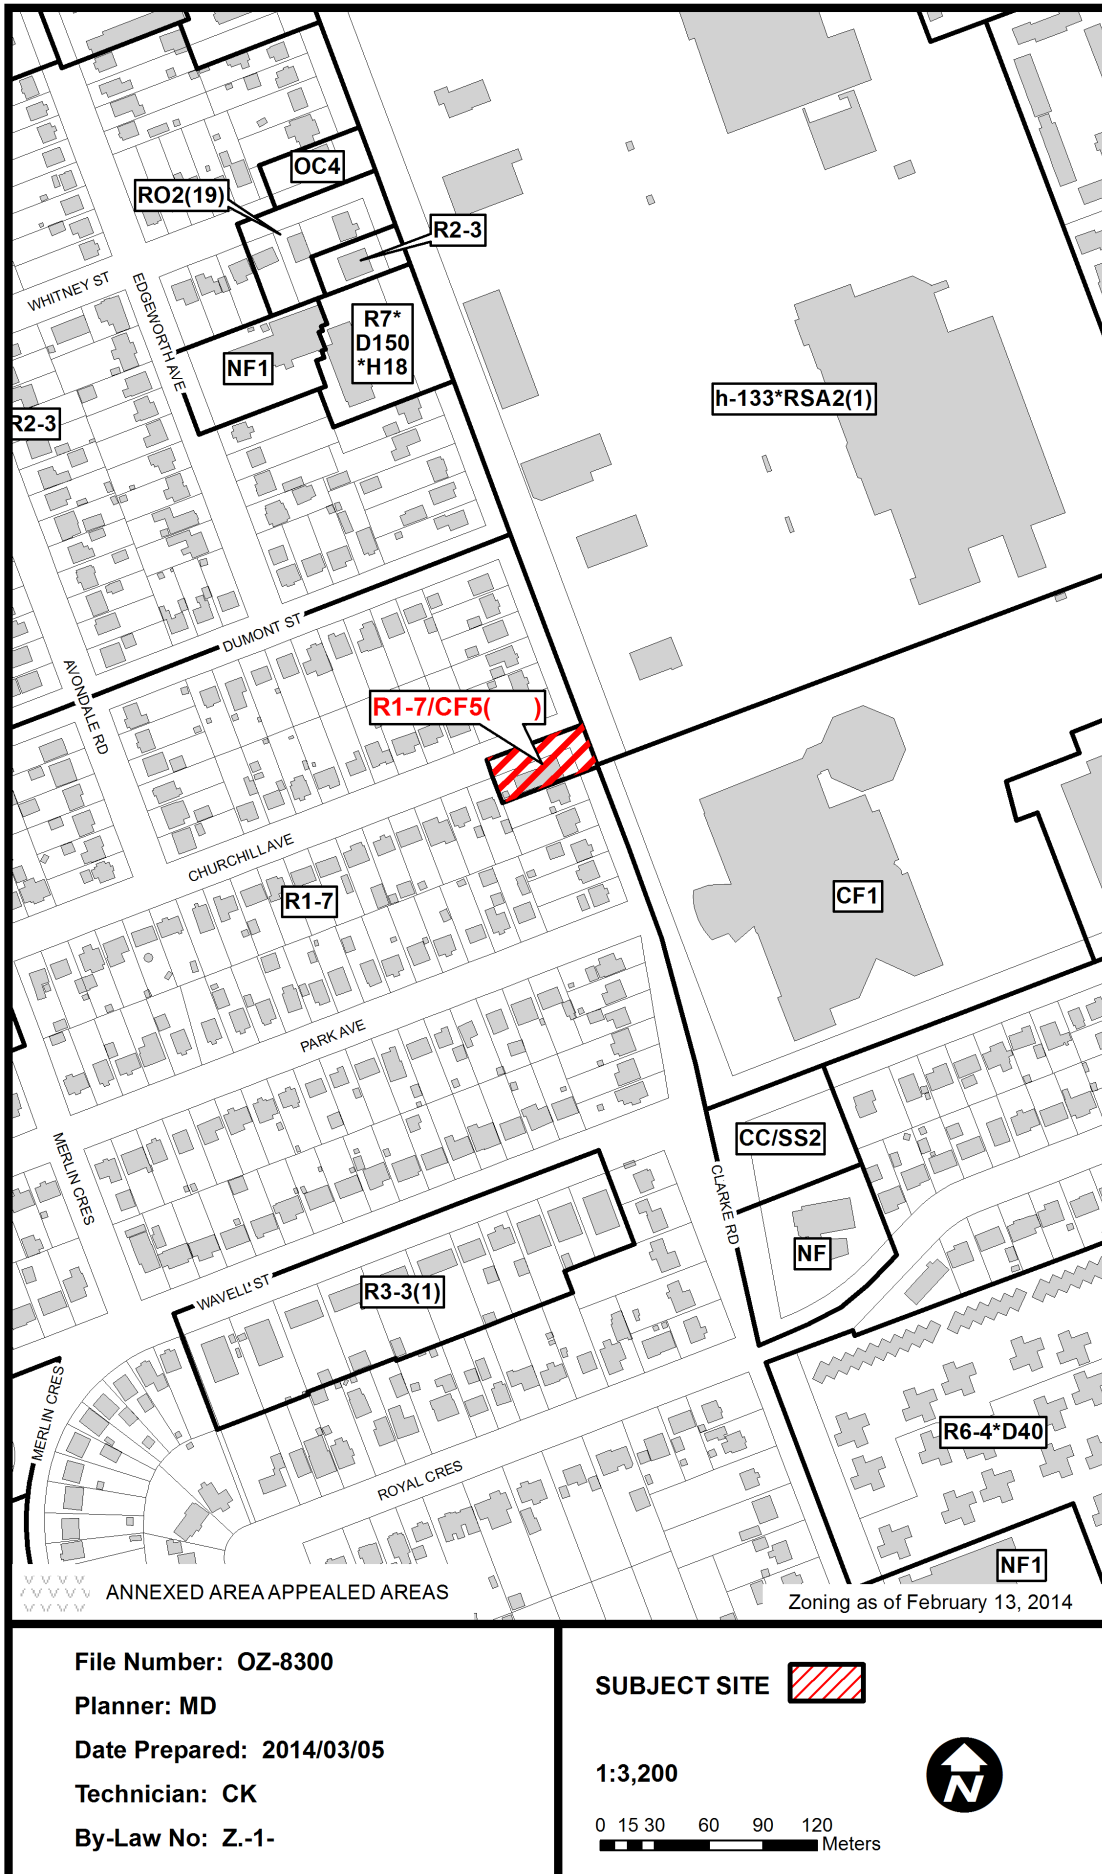 OC4
RO2(19)
R2-3
WHITNEY ST
EDGEWORTH AVE
R7*
D150
*H18
NF1
h-133*RSA2(1)
R2-3
DUMONT ST
AVONDALE RD
R1-7/CF5( )
CHURCHILL AVE
R1-7
CF1
PARK AVE
MERLIN CRES
CC/SS2
CLARKE RD
NF
WAVELL ST
R3-3(1)
MERLIN CRES
R6-4*D40
ROYAL CRES
NF1
ANNEXED AREA APPEALED AREAS
Zoning as of February 13, 2014
File Number: OZ-8300
Planner: MD
Date Prepared: 2014/03/05
Technician: CK
By-Law No: Z.-1-
SUBJECT SITE
1:3,200
N
0 15 30 60 90 120
Meters